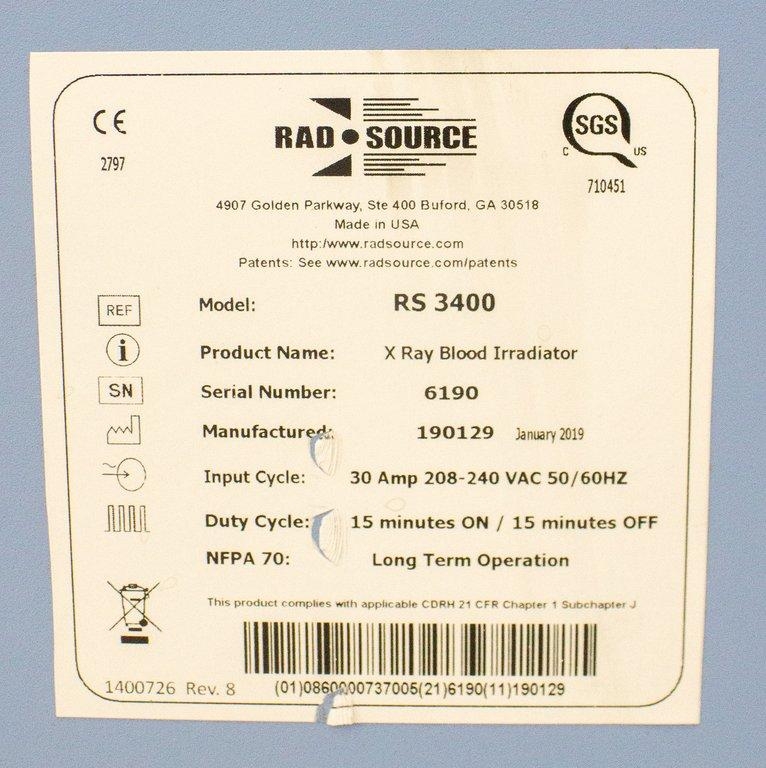 CE
2797
RAD SOURCE
SGS
C US
710451
4907 Golden Parkway, Ste 400 Buford, GA 30518
Made in USA
http:/www.radsource.com
Patents: See www.radsource.com/patents
REF Model: RS 3400
i Product Name: X Ray Blood Irradiator
SN Serial Number: 6190
Manufactured: 190129 January 2019
Input Cycle: 30 Amp 208-240 VAC 50/60HZ
Duty Cycle: 15 minutes ON / 15 minutes OFF
NFPA 70: Long Term Operation
This product complies with applicable CDRH 21 CFR Chapter 1 Subchapter J
1400726 Rev. 8 (01)0860000737005(21)6190(11)190129